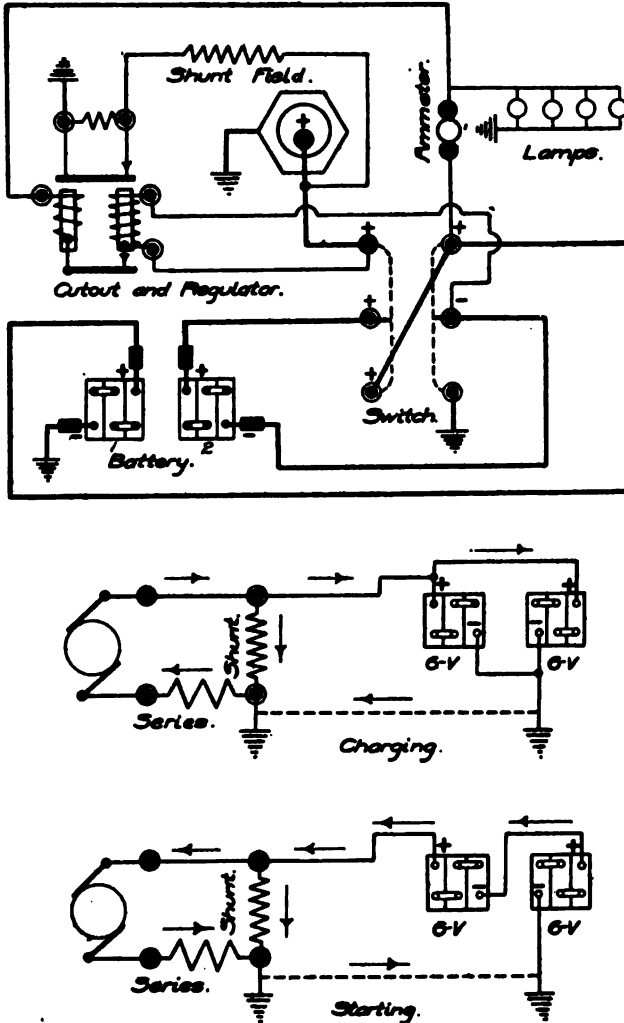 Shunt Field.
Ammeter.
Lamps.
Cutout and Regulator.
Switch.
1
2
Battery.
Shunt.
6-V
6-V
Series.
Charging.
Shunt.
6-V
6-V
Series.
Starting.